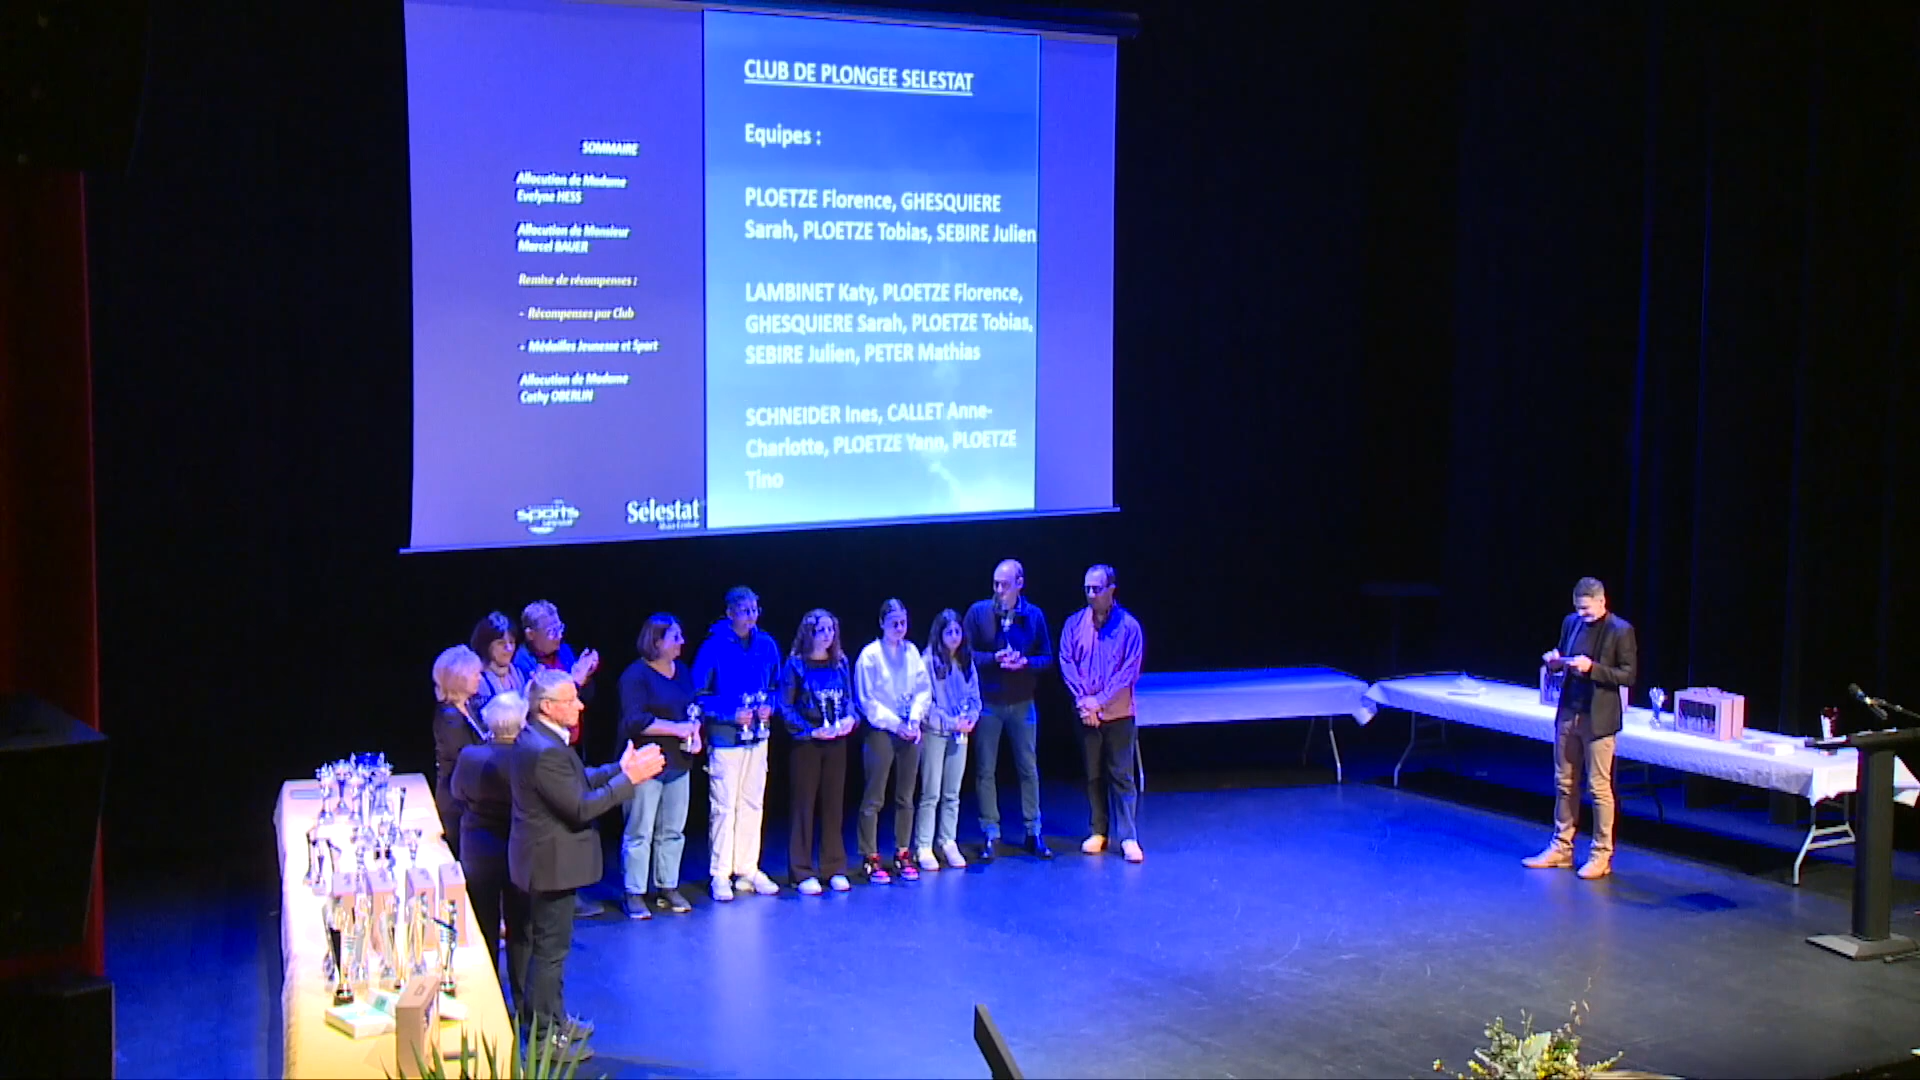 SOMMAIRE
Allocution de Madame
Evelyne HESS
Allocution de Monsieur
Marcel BAUER
Remise de récompenses :
- Récompenses par Club
- Médailles Jeunesse et Sport
Allocution de Madame
Cathy OBERLIN
sports
Sélestat
CLUB DE PLONGEE SELESTAT
Equipes :
PLOETZE Florence, GHESQUIERE
Sarah, PLOETZE Tobias, SEBIRE Julien
LAMBINET Katy, PLOETZE Florence,
GHESQUIERE Sarah, PLOETZE Tobias,
SEBIRE Julien, PETER Mathias
SCHNEIDER Ines, CALLET Anne-
Charlotte, PLOETZE Yann, PLOETZE
Tino